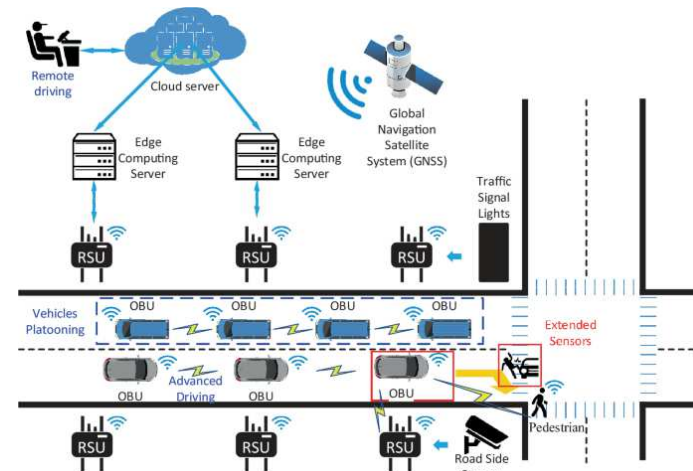 Remote
driving
Cloud server
Global
Navigation
Satellite
System (GNSS)
Edge
Computing
Server
Edge
Computing
Server
Traffic
Signal
Lights
RSU
RSU
RSU
Vehicles
Platooning
OBU
OBU
OBU
OBU
Extended
Sensors
Advanced
Driving
OBU
OBU
OBU
Pedestrian
RSU
RSU
RSU
Road Side